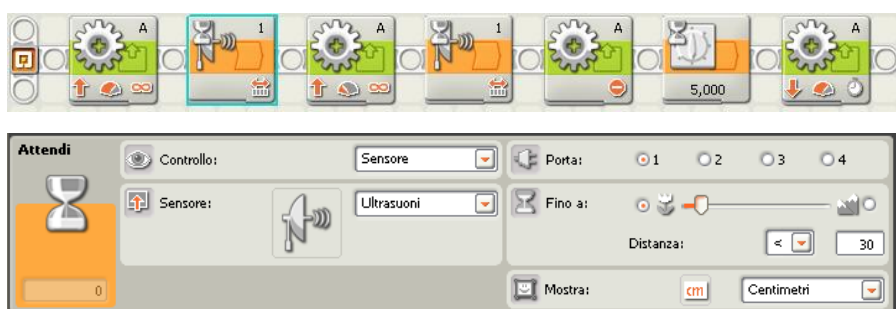 A 1 A 1 A A
5,000
Attendi
Controllo: Sensore Porta: 1 2 3 4
Sensore: Ultrasuoni Fino a:
Distanza: < 30
0 Mostra: cm Centimetri